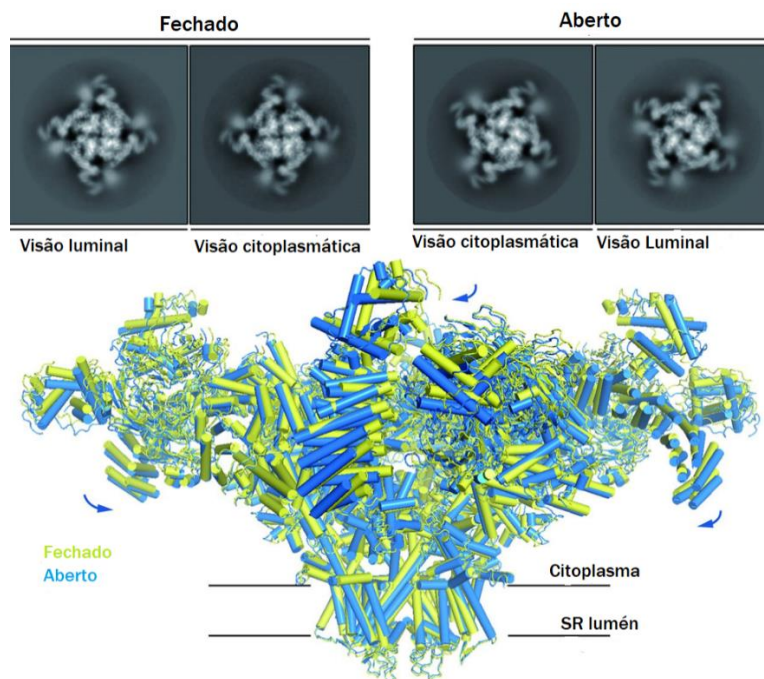 Fechado
Aberto
Visão luminal
Visão citoplasmática
Visão citoplasmática
Visão Luminal
Fechado
Aberto
Citoplasma
SR lumén